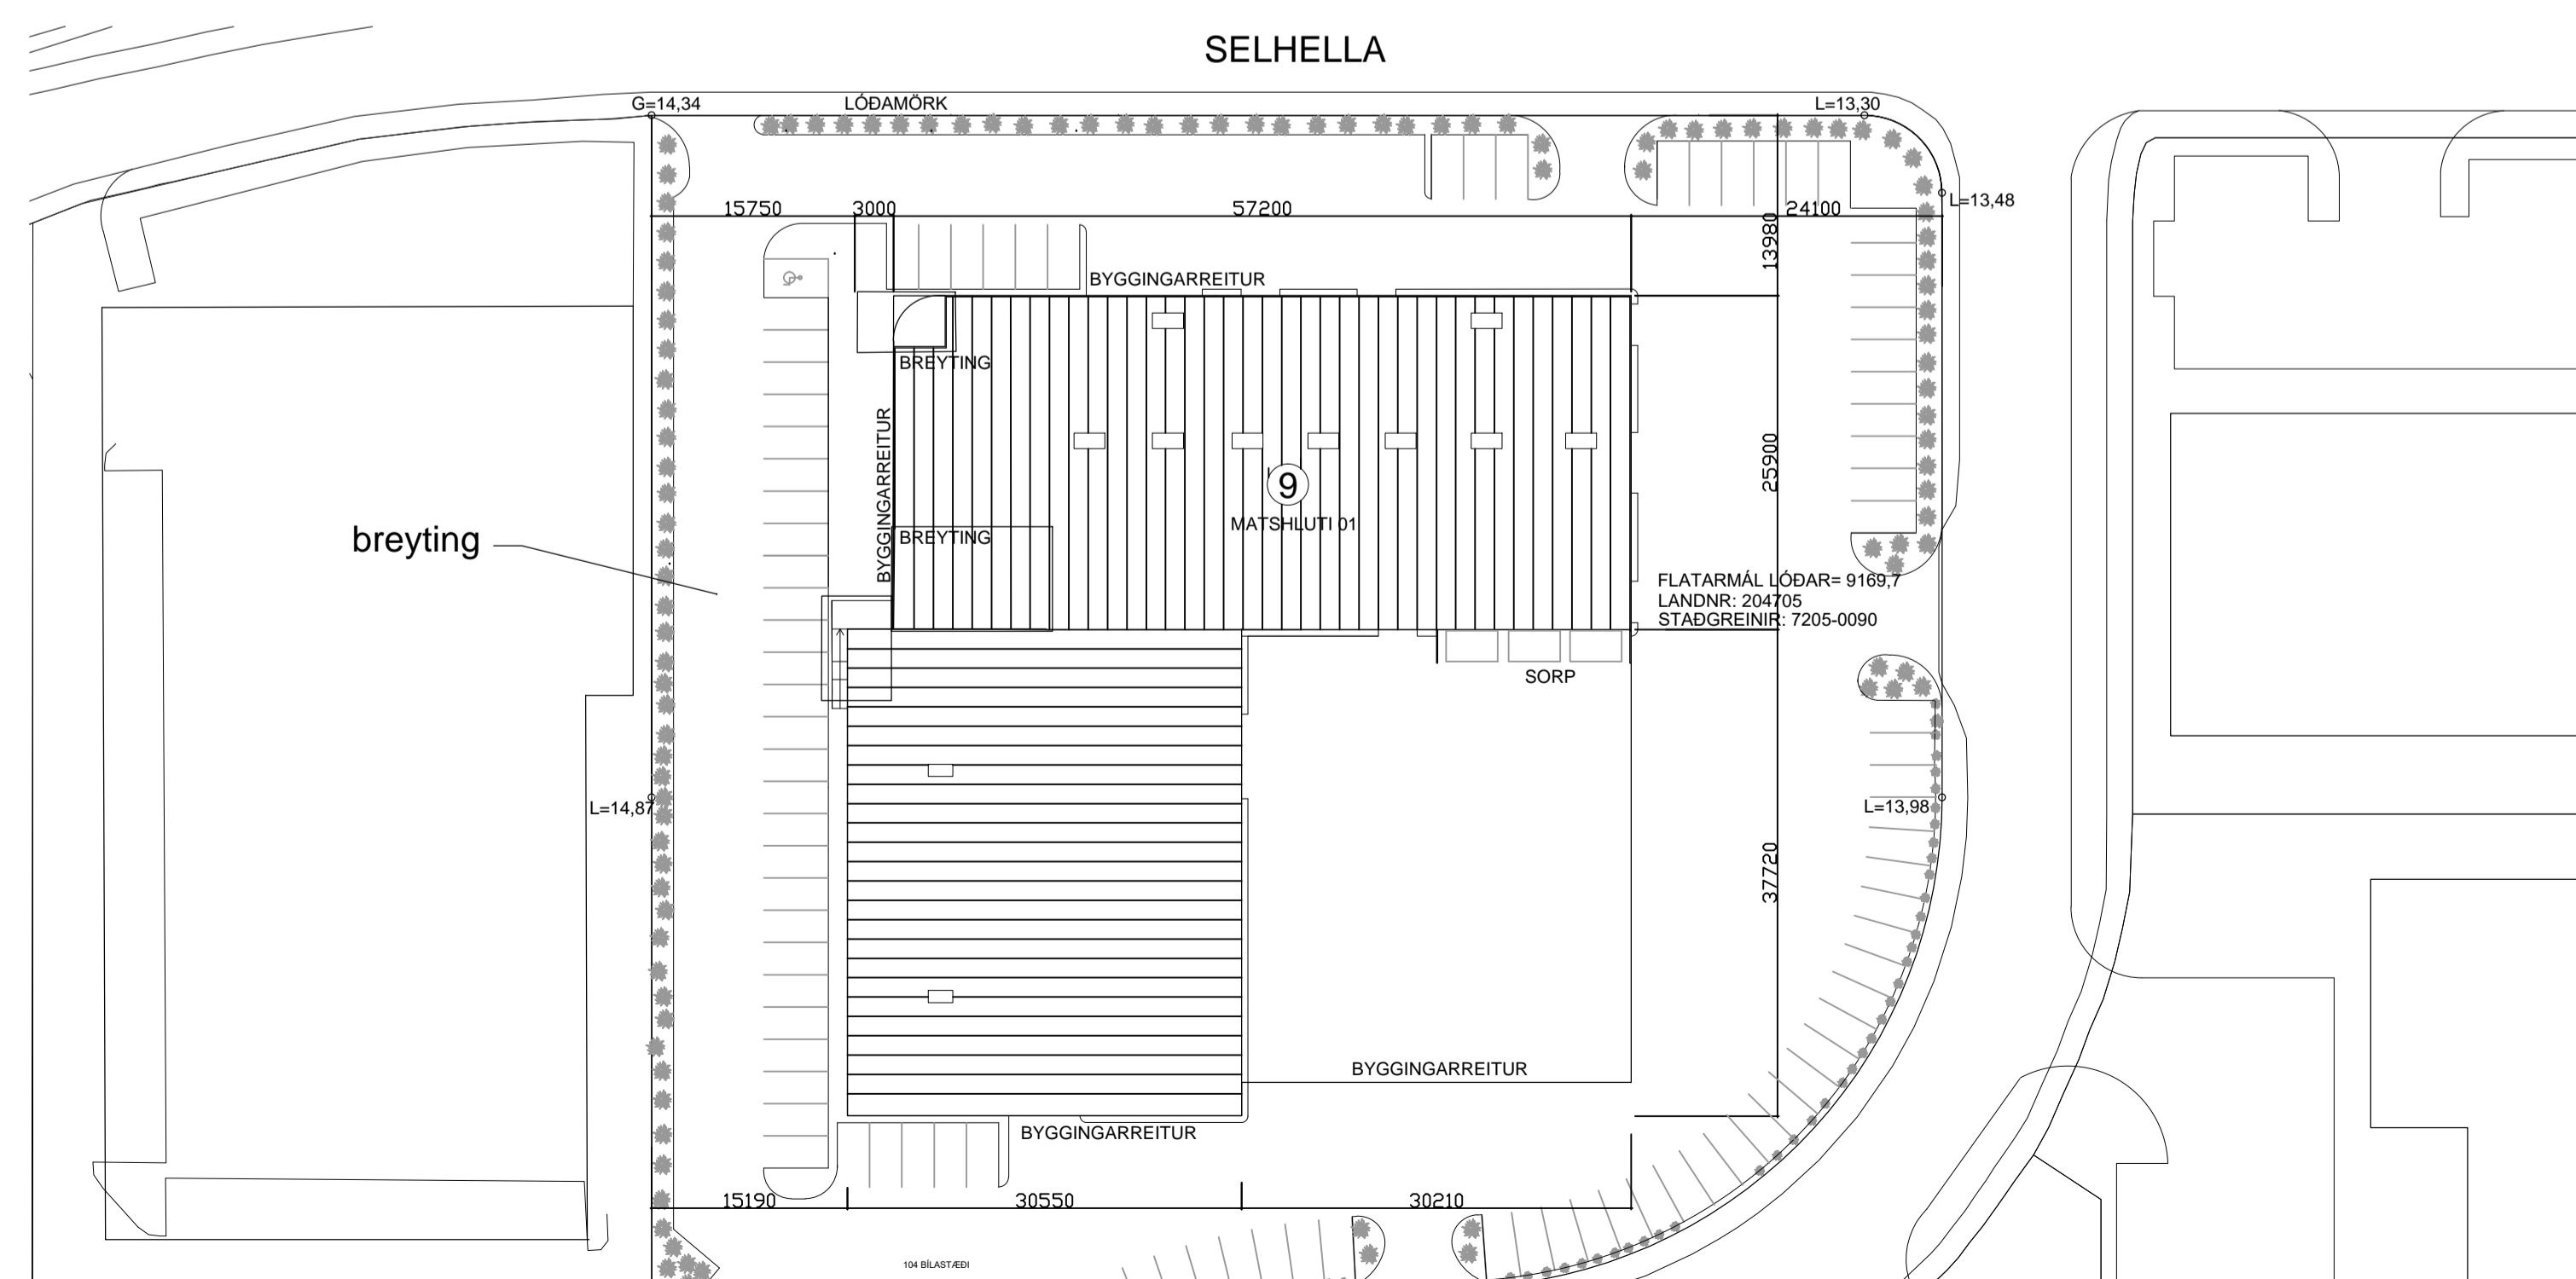 SELHELLA
G=14,34
LÓÐAMÖRK
L=13,30
L=13,48
15750
3000
57200
24100
13980
BYGGINGARREITUR
BREYTING
BYGGINGARREITUR
25900
9
MATSHLUTI 01
BREYTING
breyting
FLATARMÁL LÓÐAR= 9169,7
LANDNR: 204705
STAÐGREINIR: 7205-0090
SORP
L=14,87
L=13,98
37720
BYGGINGARREITUR
BYGGINGARREITUR
15190
30550
30210
104 BÍLASTÆÐI